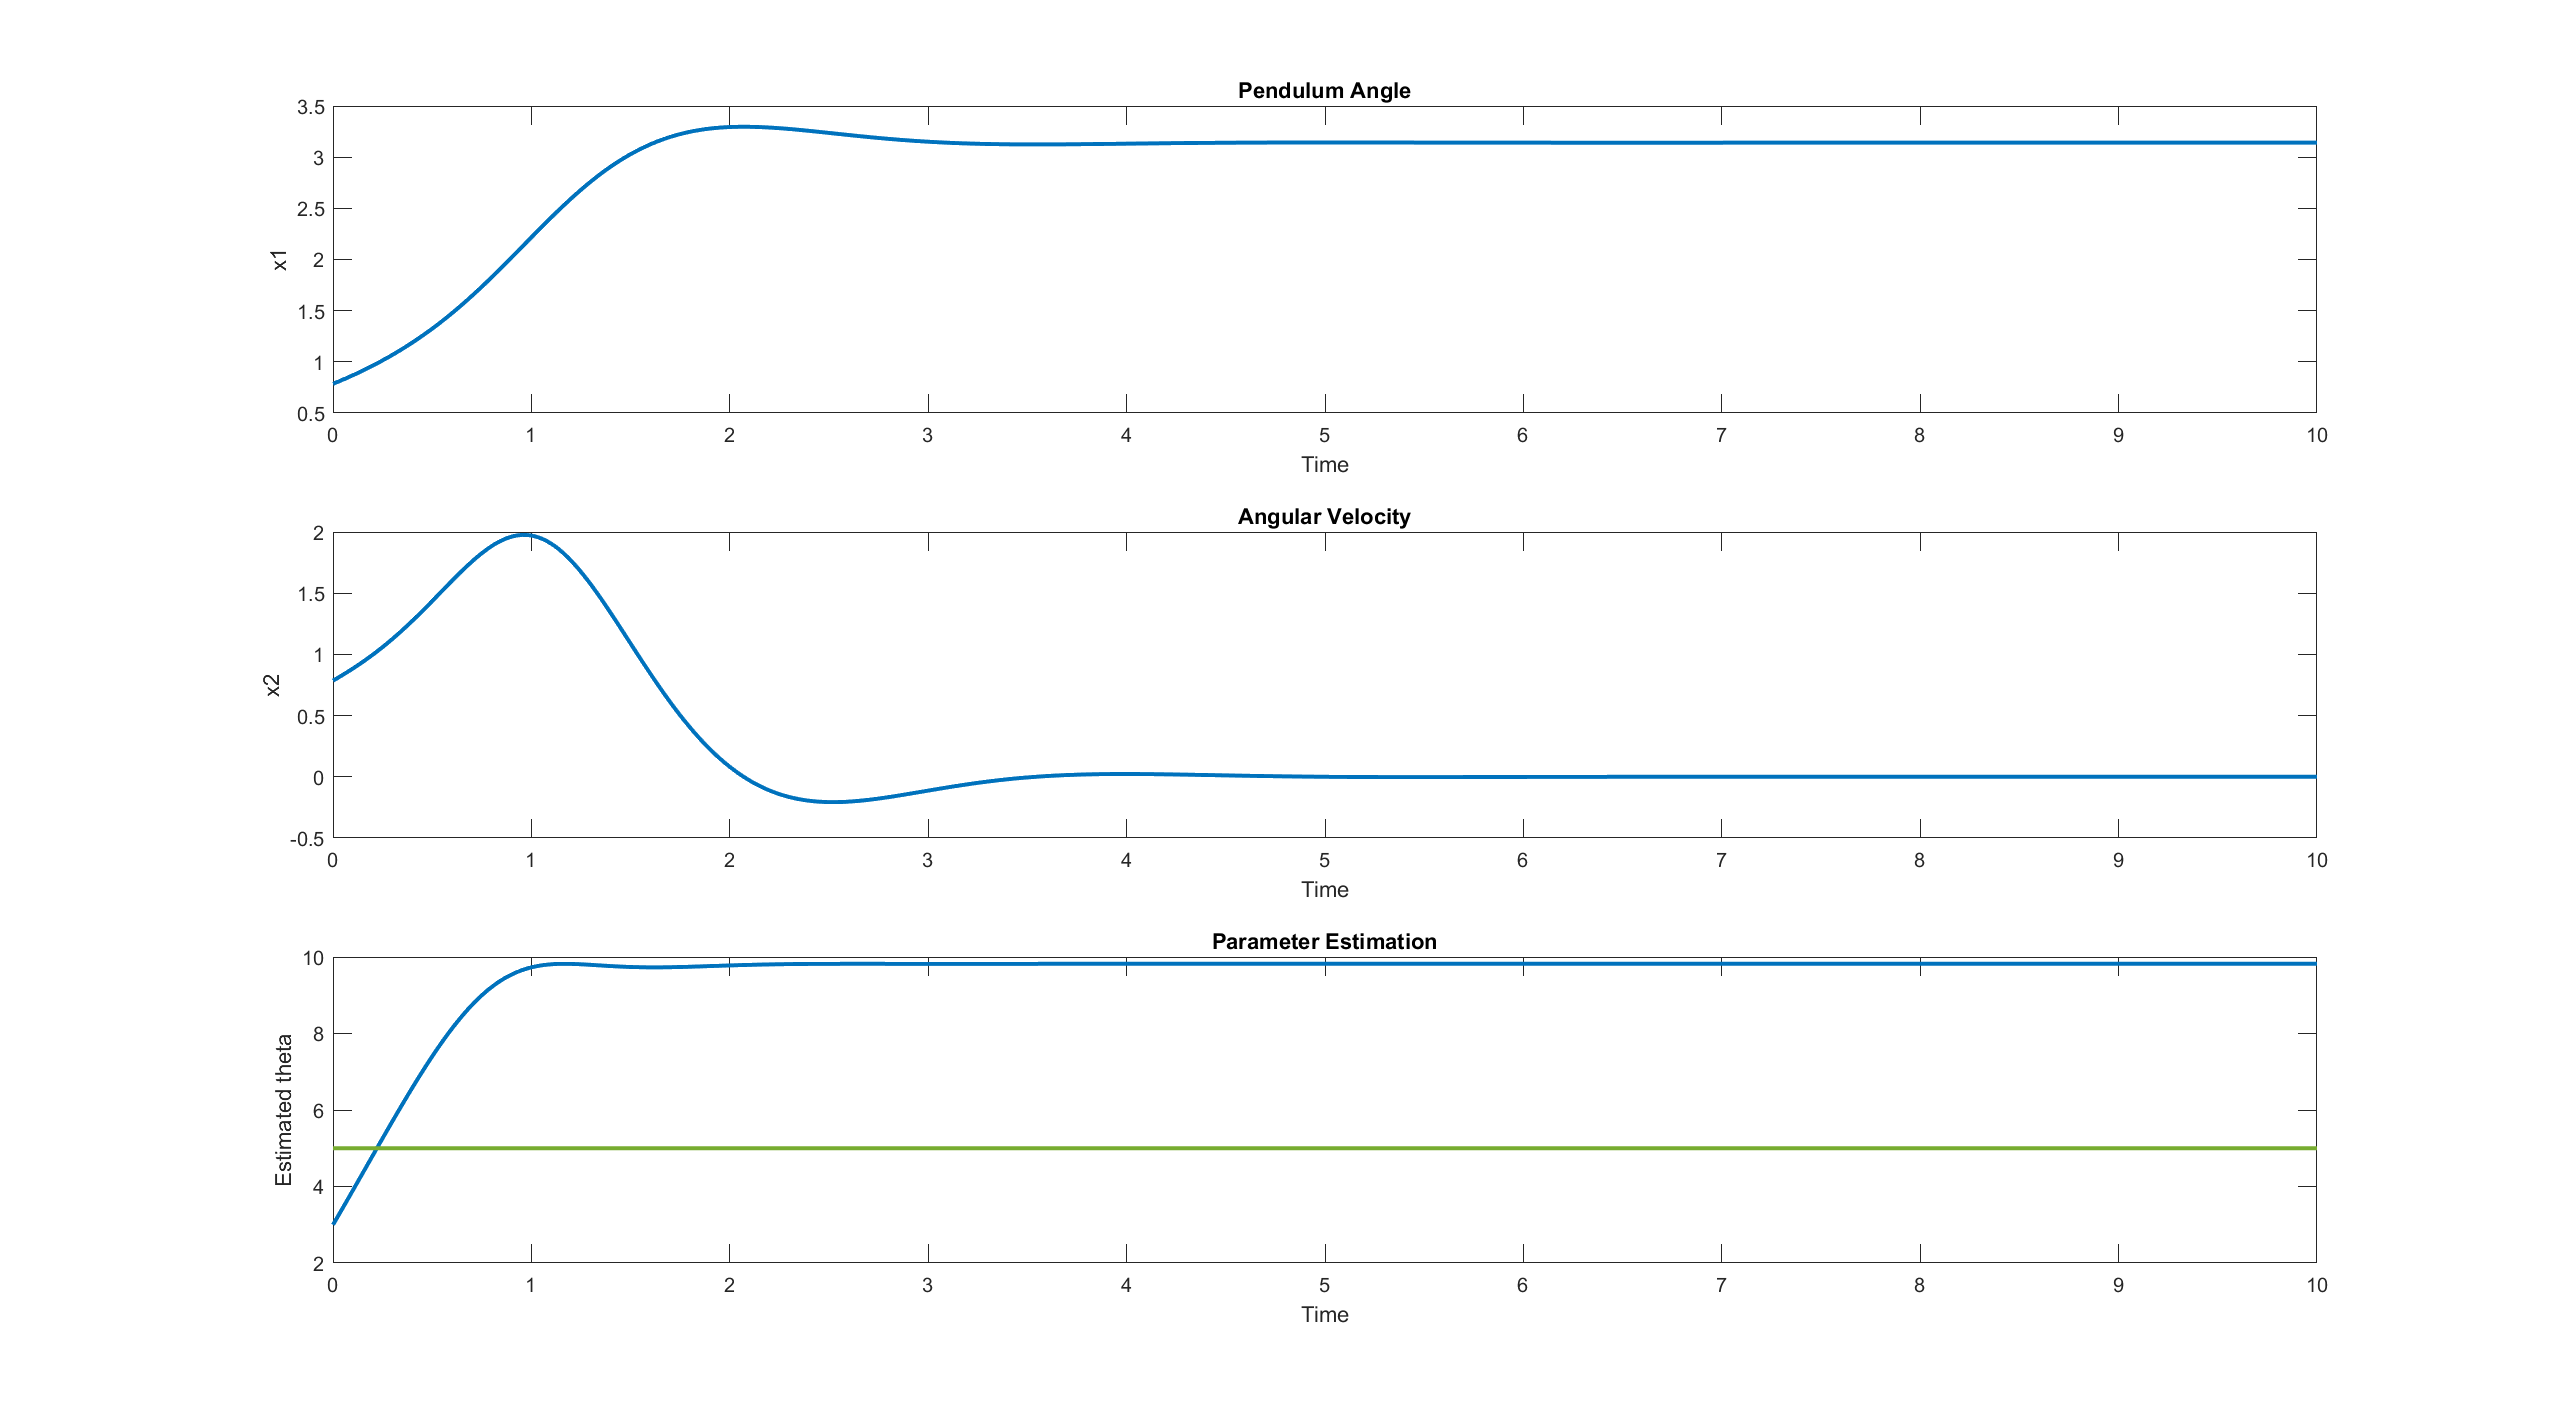 Pendulum Angle
3.5
3
2.5
2
1.5
1
0.5
x1
0 1 2 3 4 5 6 7 8 9 10
Time
Angular Velocity
2
1.5
1
0.5
0
-0.5
x2
0 1 2 3 4 5 6 7 8 9 10
Time
Parameter Estimation
10
8
6
4
2
Estimated theta
0 1 2 3 4 5 6 7 8 9 10
Time